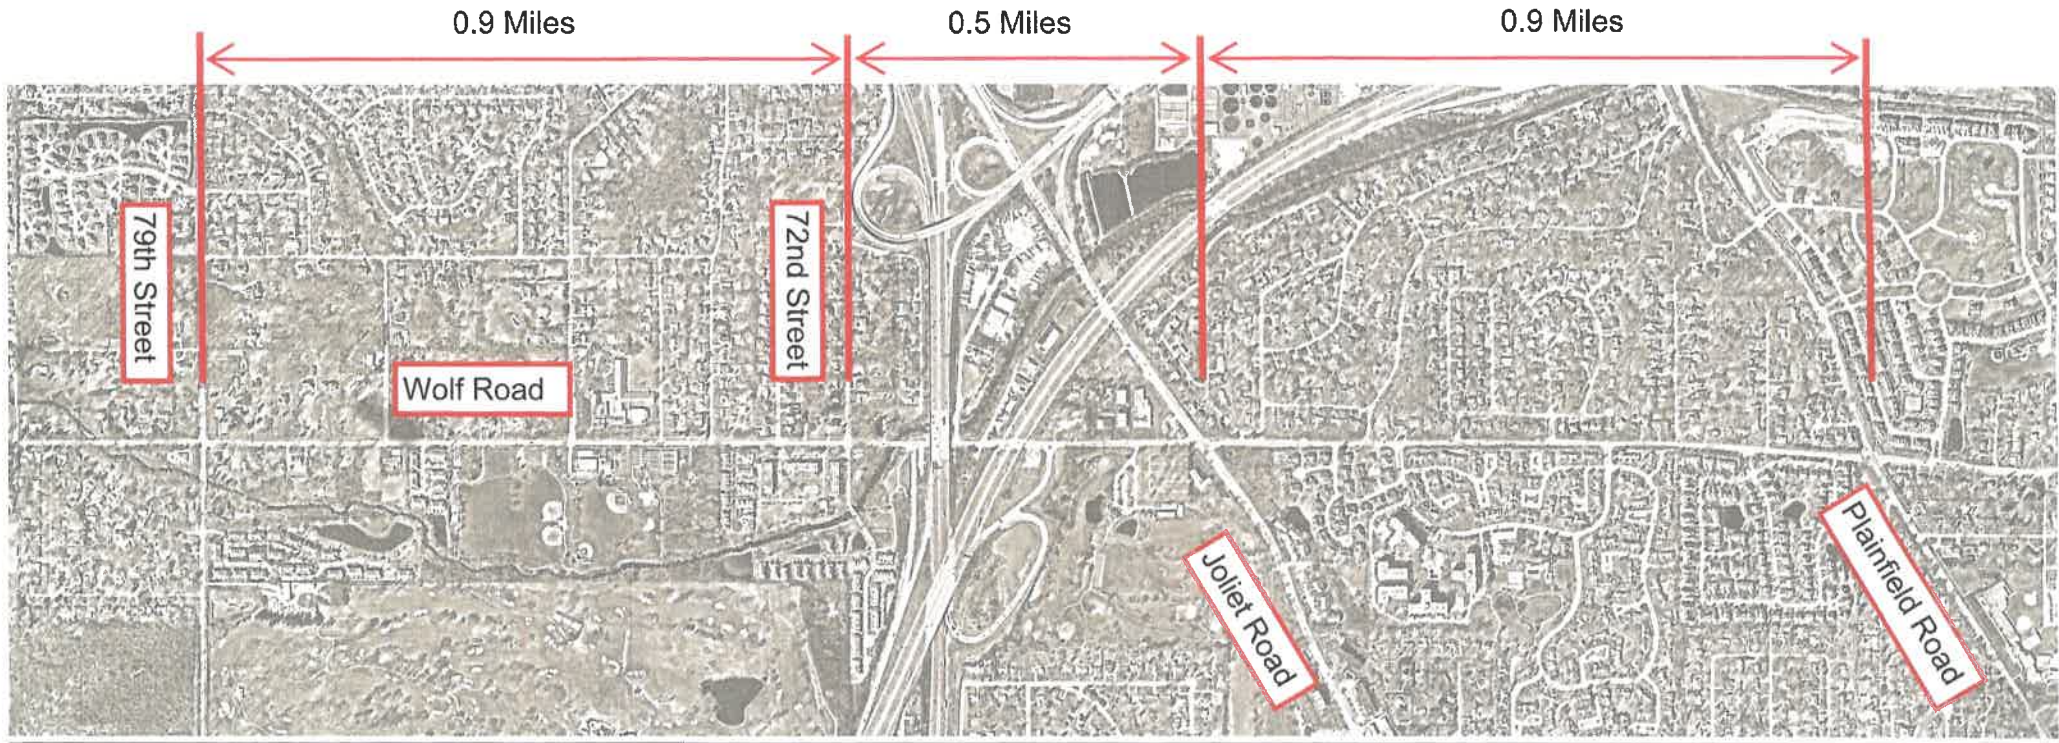 0.9 Miles
0.5 Miles
0.9 Miles
79th Street
72nd Street
Wolf Road
Joliet Road
Plainfield Road